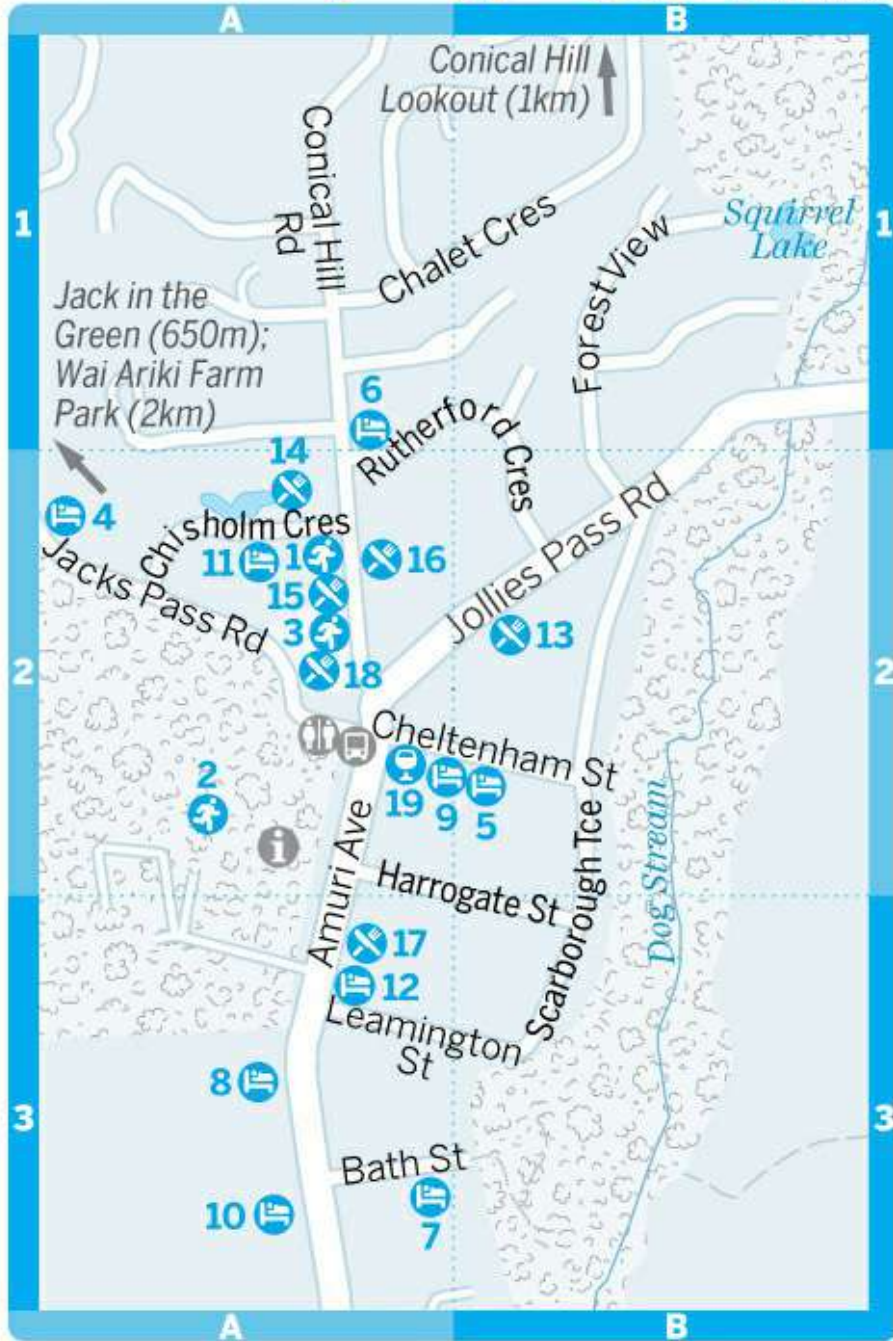 A
B
Conical Hill
Lookout (1km)
Conical Hill
Rd
1
1
Squirrel
Lake
Chalet Cres
Forest View
Jack in the
Green (650m);
Wai Ariki Farm
Park (2km)
6
Rutherford Cres
14
4
Chisholm Cres
11
1
16
Jollies Pass Rd
Jacks Pass Rd
15
3
13
2
2
18
Cheltenham St
2
19
9
5
i
Amuri Ave
Harrogate St
Scarborough Tce
Dog Stream
17
12
Leamington
St
8
3
3
Bath St
10
7
A
B